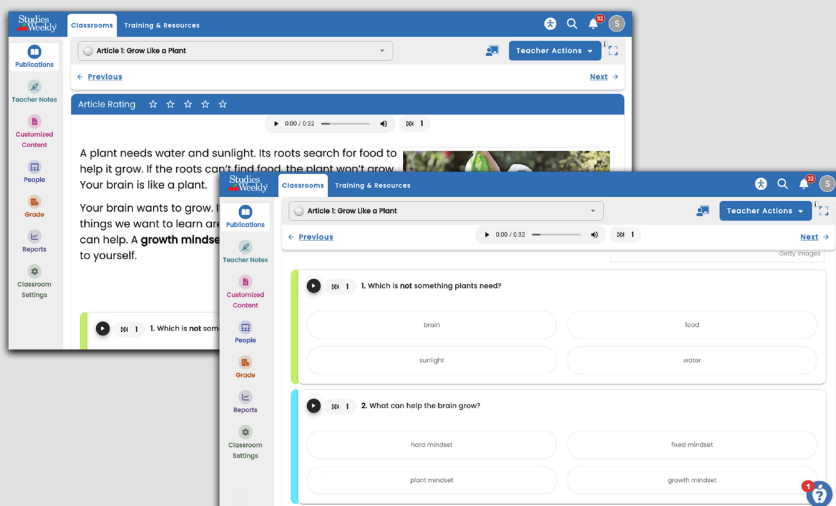 Studies
Weekly
Classrooms
Training & Resources
32
S
Publications
Teacher Notes
Customized
Content
People
Grade
Reports
Classroom
Settings
Article 1: Grow Like a Plant
Teacher Actions
i
← Previous
Next →
Article Rating
0:00 / 0:32
1
A plant needs water and sunlight. Its roots search for food to
help it grow. If the roots can't find food, the plant won't grow.
Your brain is like a plant.
Your brain wants to grow.
things we want to learn are
can help. A growth mindse
to yourself.
1
1. Which is not som
Studies
Weekly
Classrooms
Training & Resources
32
S
Publications
Teacher Notes
Customized
Content
People
Grade
Reports
Classroom
Settings
Article 1: Grow Like a Plant
Teacher Actions
i
← Previous
0:00 / 0:32
1
Next →
Getty Images
1
1. Which is not something plants need?
brain
food
sunlight
water
1
2. What can help the brain grow?
hard mindset
fixed mindset
plant mindset
growth mindset
1
?